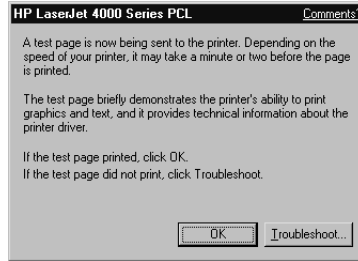 HP LaserJet 4000 Series PCL Comments?
A test page is now being sent to the printer. Depending on the
speed of your printer, it may take a minute or two before the page
is printed.
The test page briefly demonstrates the printer's ability to print
graphics and text, and it provides technical information about the
printer driver.
If the test page printed, click OK.
If the test page did not print, click Troubleshoot.
OK Troubleshoot...